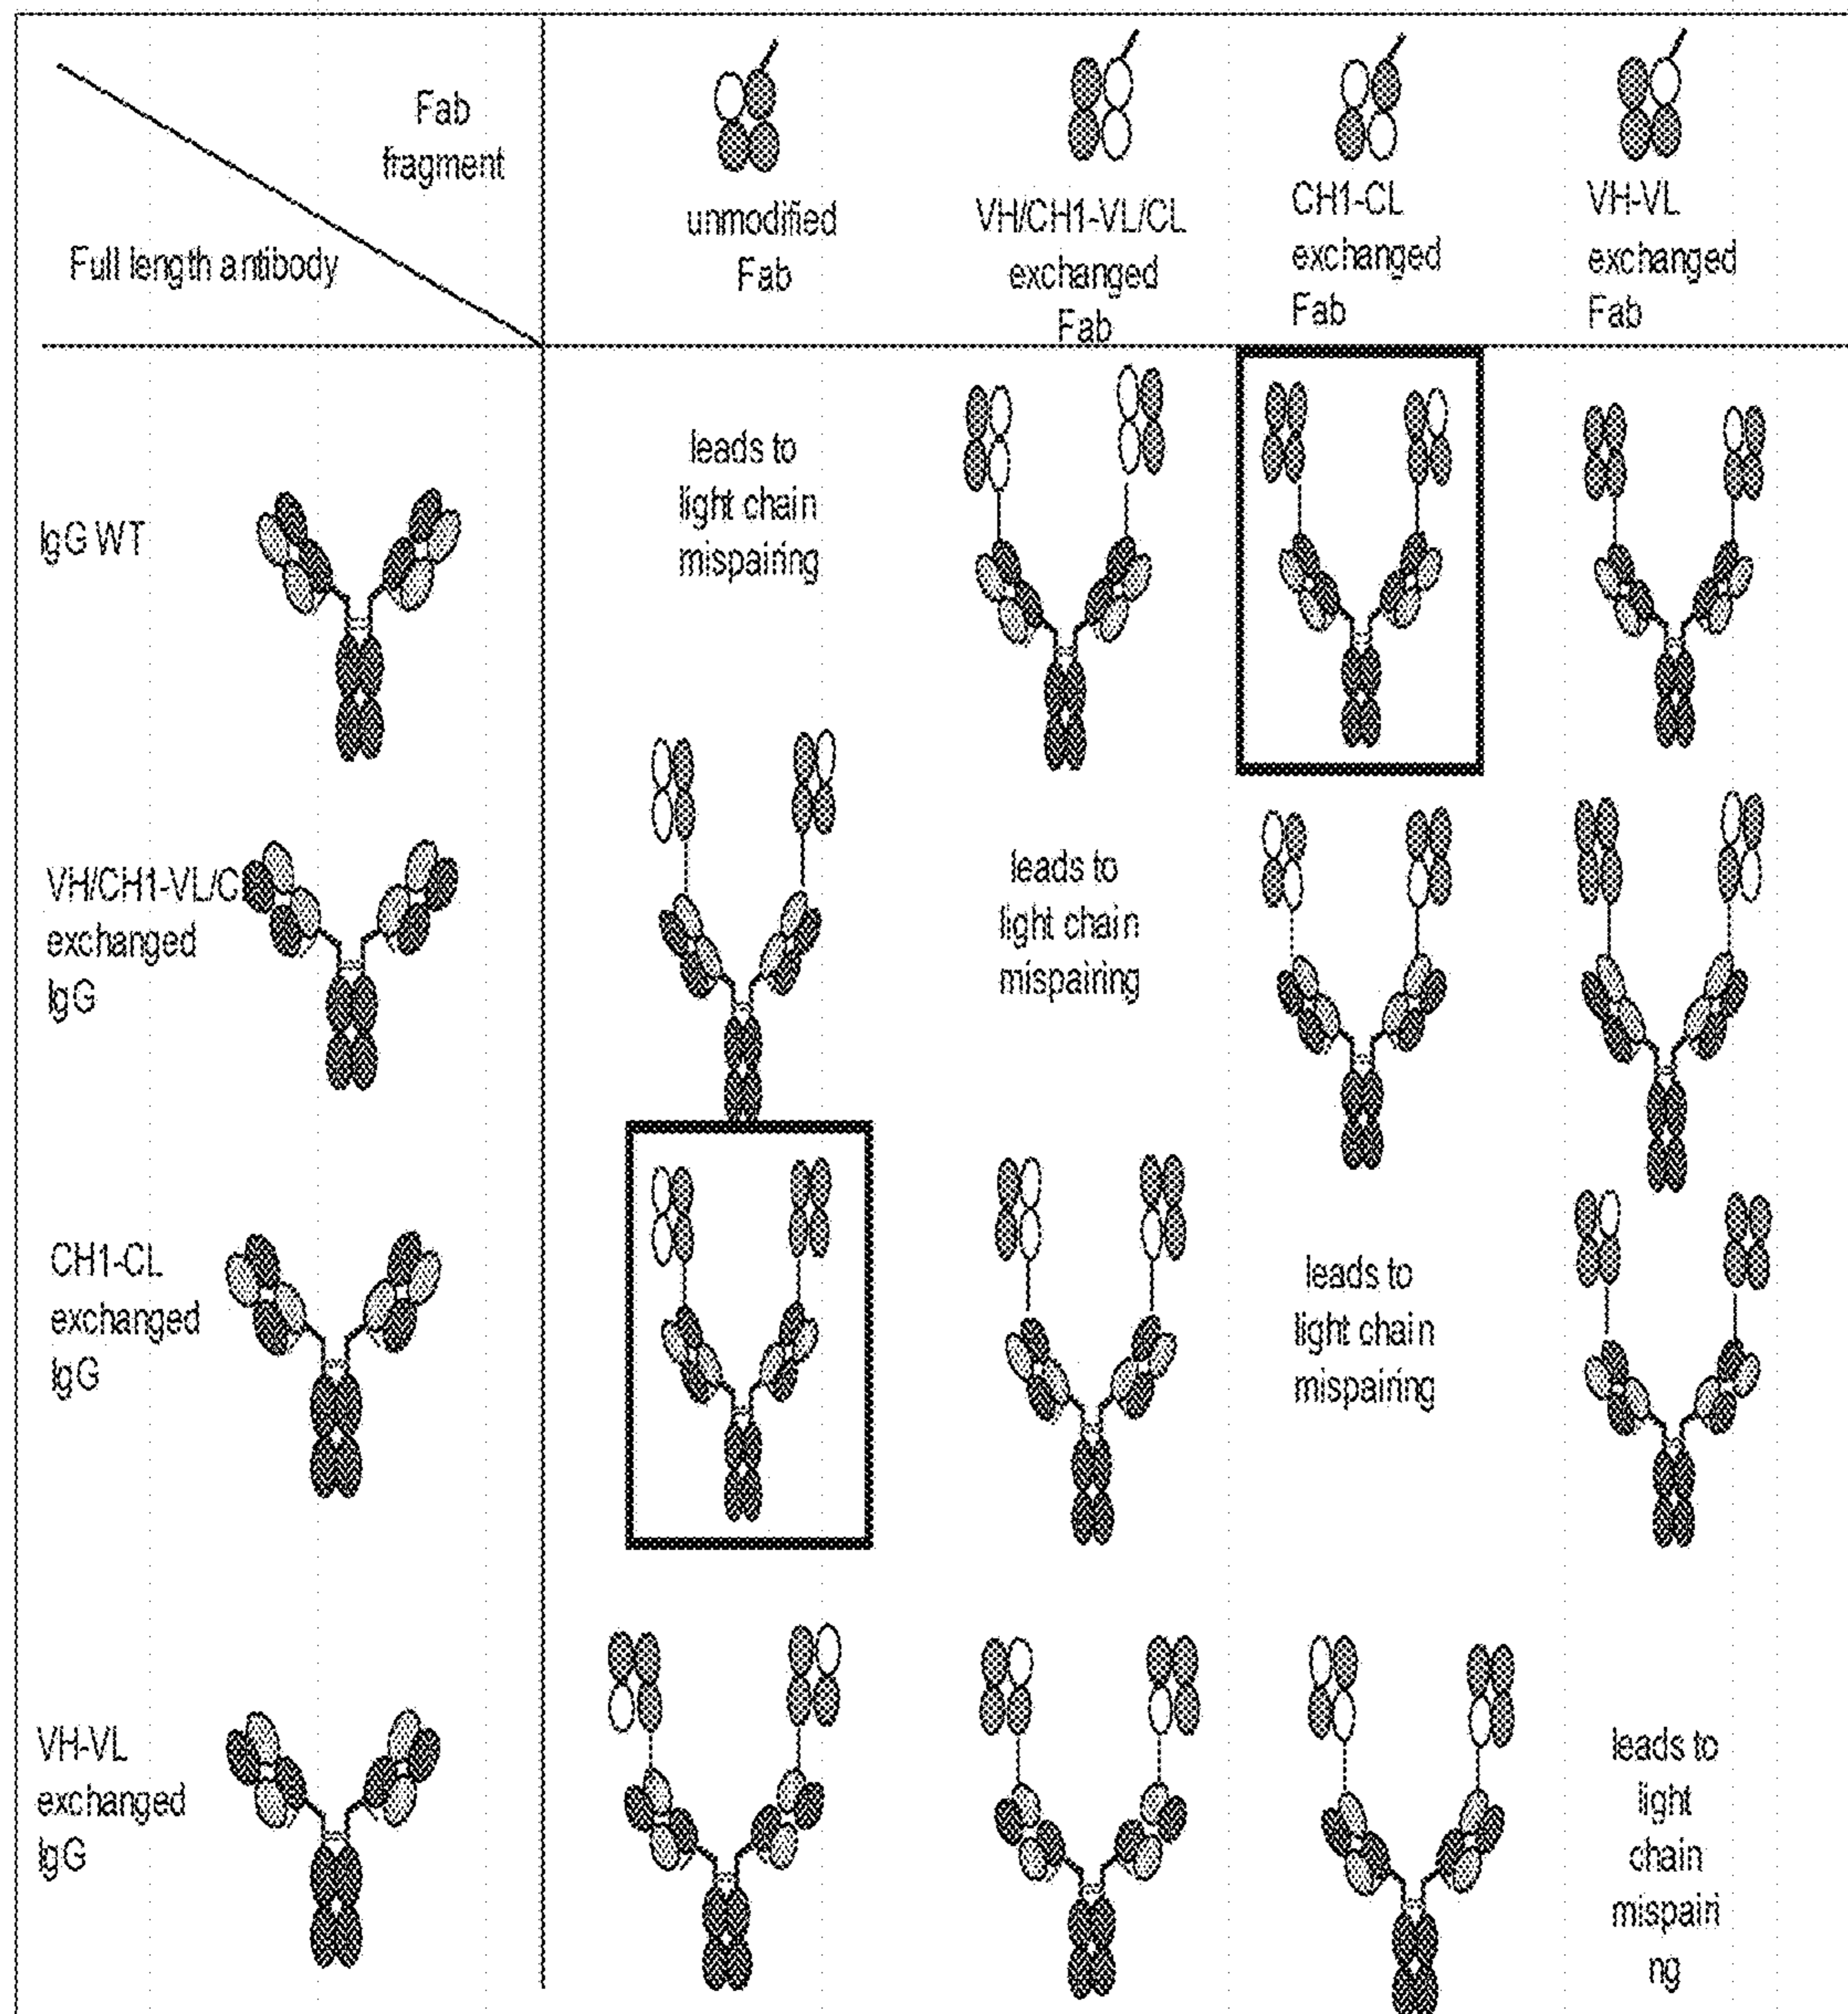 Fab
fragment
Full length antibody
unmodified
Fab
VH/CH1-VL/CL
exchanged
Fab
CH1-CL
exchanged
Fab
VH-VL
exchanged
Fab
IgG WT
leads to
light chain
mispairing
VH/CH1-VL/C
exchanged
IgG
leads to
light chain
mispairing
CH1-CL
exchanged
IgG
leads to
light chain
mispairing
VH-VL
exchanged
IgG
leads to
light
chain
mispairi
ng